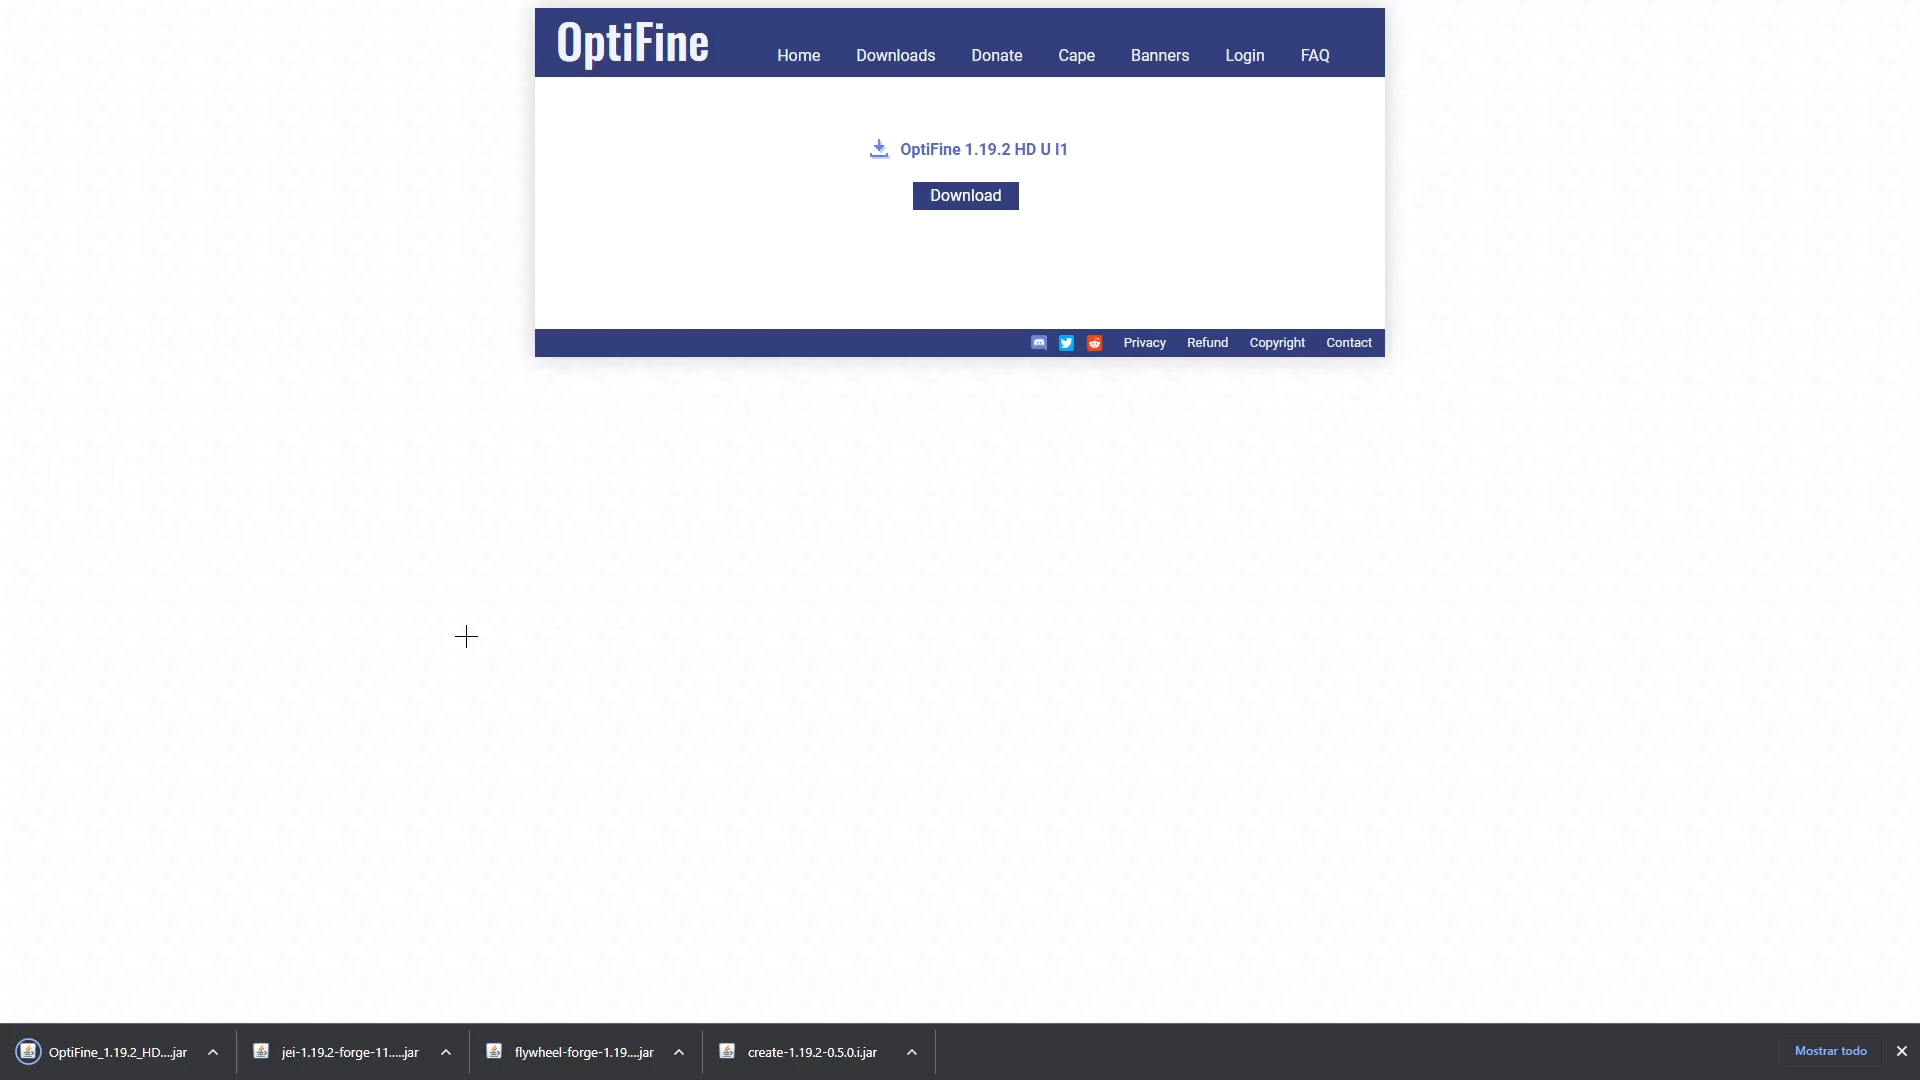 OptiFine
Home Downloads Donate Cape Banners Login FAQ
OptiFine 1.19.2 HD U I1
Download
Privacy Refund Copyright Contact
OptiFine_1.19.2_HD....jar
jei-1.19.2-forge-11.....jar
flywheel-forge-1.19....jar
create-1.19.2-0.5.0.i.jar
Mostrar todo